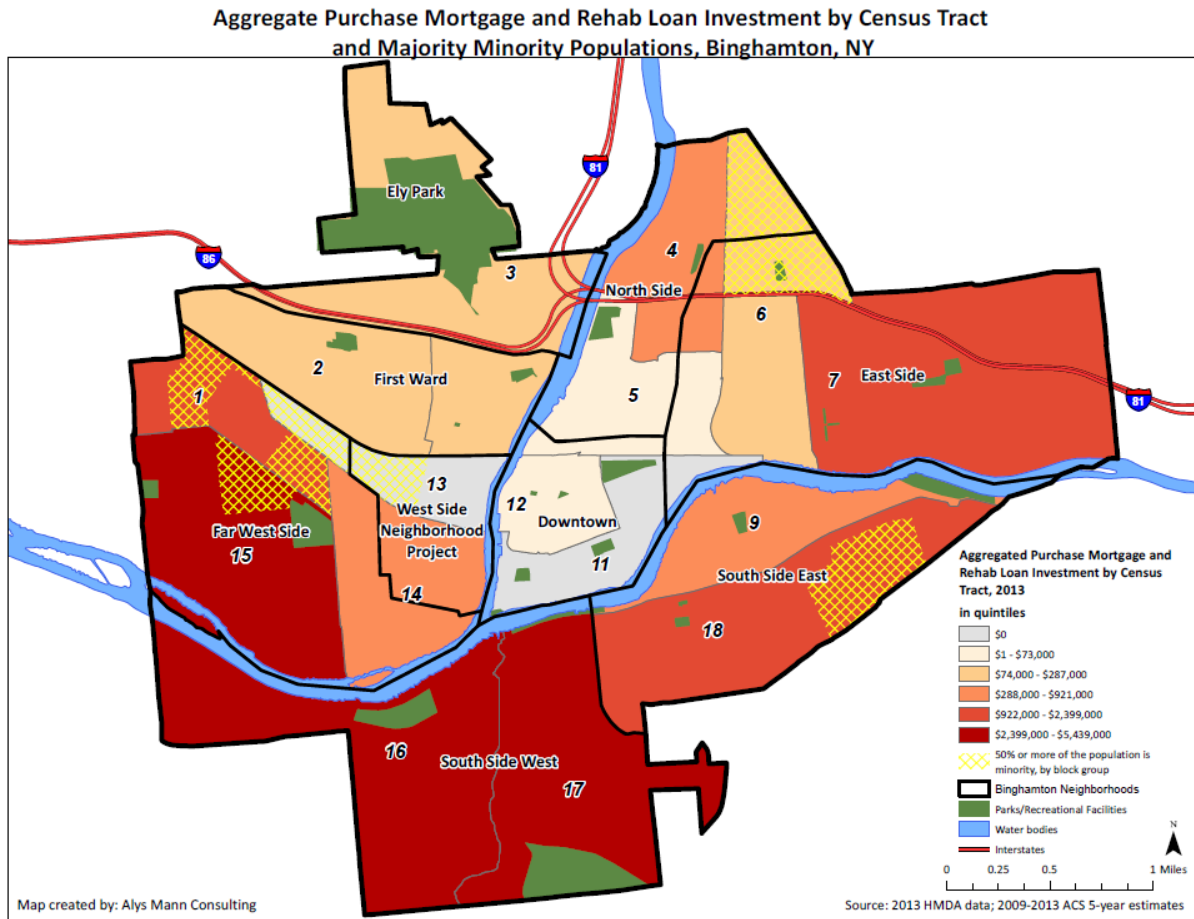 Aggregate Purchase Mortgage and Rehab Loan Investment by Census Tract
and Majority Minority Populations, Binghamton, NY
81
Ely Park
86
3
4
North Side
6
2
First Ward
1
5
7
East Side
81
13
West Side
Neighborhood
Project
12
Downtown
Far West Side
15
9
11
South Side East
14
18
16
South Side West
17
Aggregated Purchase Mortgage and
Rehab Loan Investment by Census
Tract, 2013
in quintiles
$0
$1 - $73,000
$74,000 - $287,000
$288,000 - $921,000
$922,000 - $2,399,000
$2,399,000 - $5,439,000
50% or more of the population is
minority, by block group
Binghamton Neighborhoods
Parks/Recreational Facilities
Water bodies
Interstates
N
0 0.25 0.5 1 Miles
Map created by: Alys Mann Consulting
Source: 2013 HMDA data; 2009-2013 ACS 5-year estimates